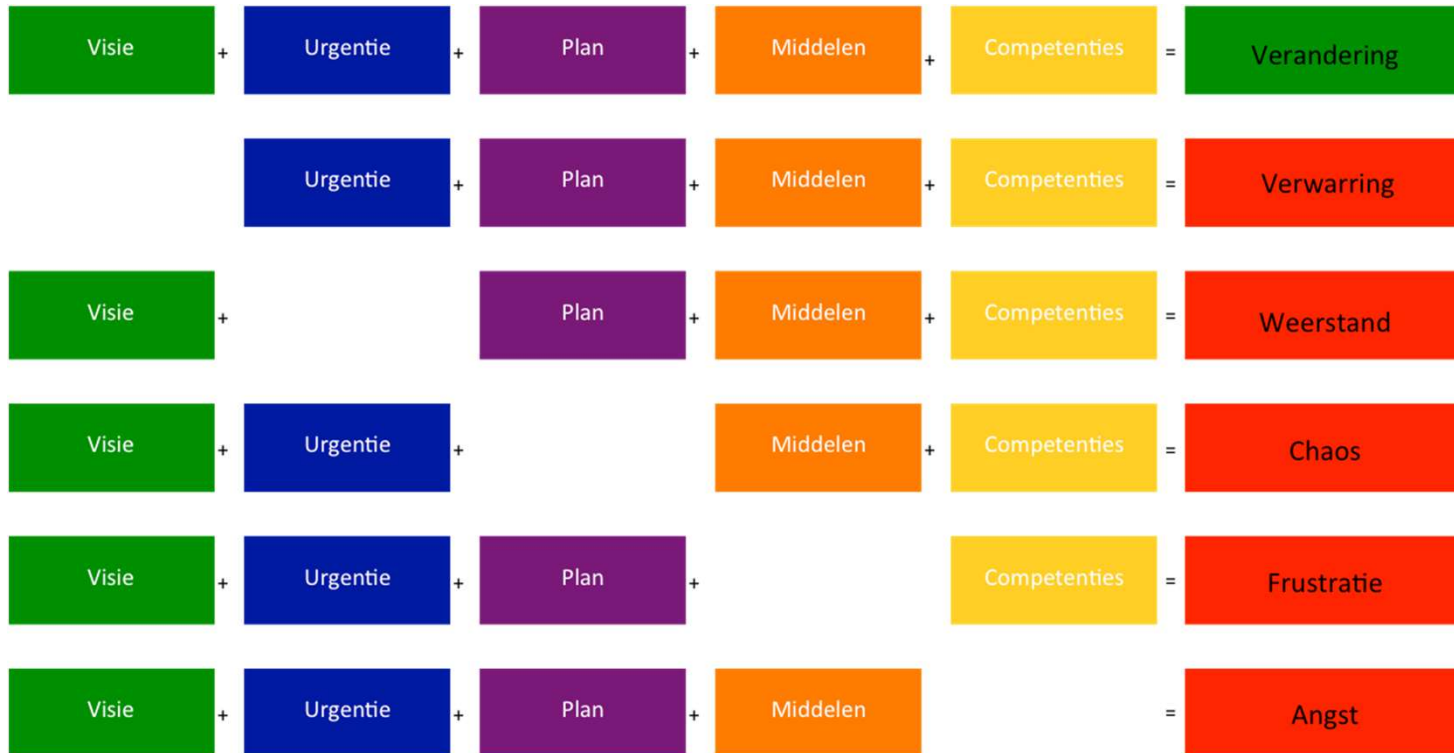 Visie + Urgentie + Plan + Middelen + Competenties = Verandering
Urgentie + Plan + Middelen + Competenties = Verwarring
Visie + Plan + Middelen + Competenties = Weerstand
Visie + Urgentie + Middelen + Competenties = Chaos
Visie + Urgentie + Plan + Competenties = Frustratie
Visie + Urgentie + Plan + Middelen = Angst